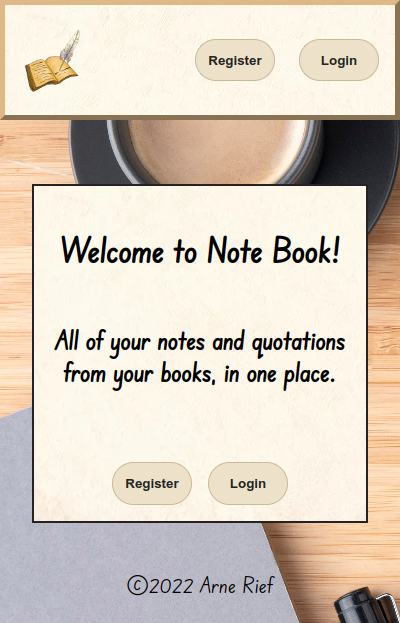 Register
Login
Welcome to Note Book!
All of your notes and quotations
from your books, in one place.
Register
Login
©2022 Arne Rief